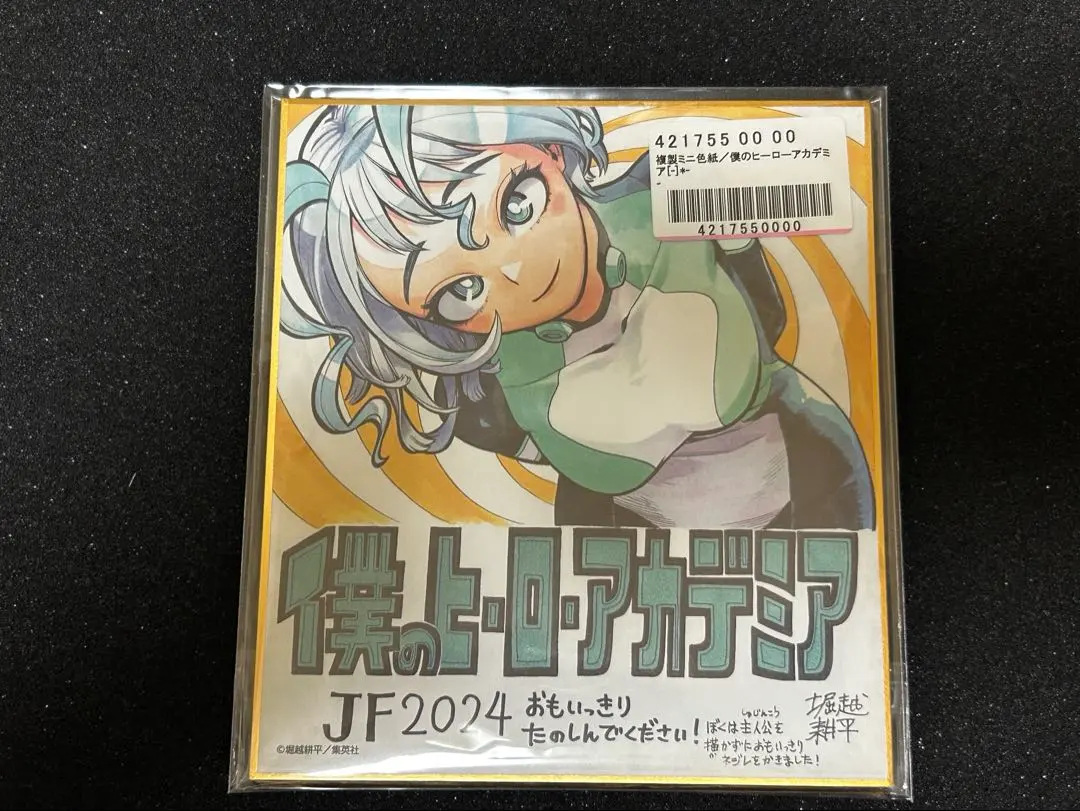 421755 00 00
複製ミニ色紙／僕のヒーローアカデミ
ア[-]*-
-
4217550000
僕のヒーローアカデミア
JF2024
おもいっきり
たのしんでください!
しゅじんこう
ぼくは主人公を
描かずにおもいっきり
ネジレをかきました!
堀越
耕平
©堀越耕平／集英社